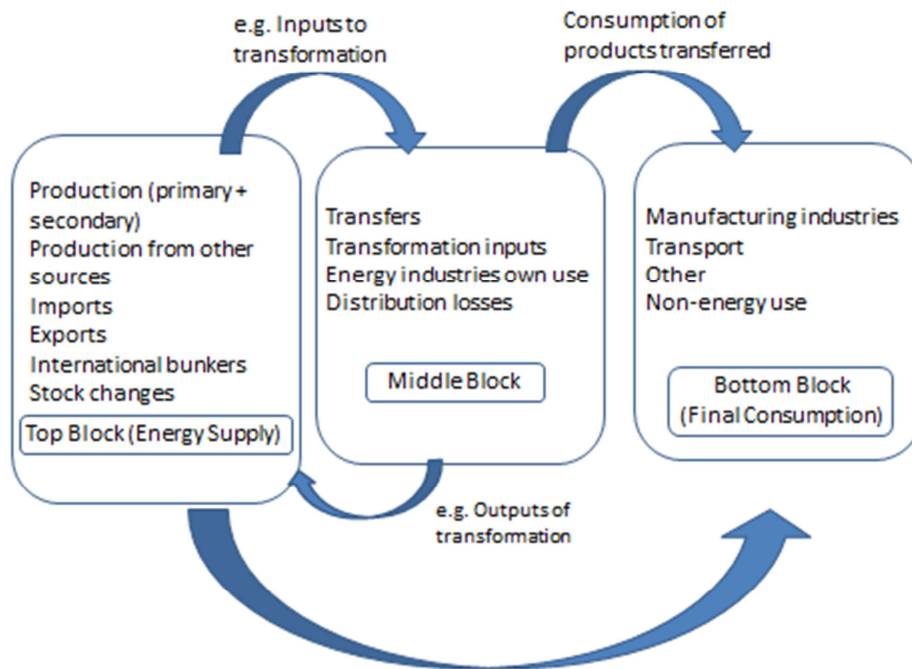 e.g. Inputs to
transformation
Consumption of
products transferred
Production (primary +
secondary)
Production from other
sources
Imports
Exports
International bunkers
Stock changes
Top Block (Energy Supply)
Transfers
Transformation inputs
Energy industries own use
Distribution losses
Middle Block
Manufacturing industries
Transport
Other
Non-energy use
Bottom Block
(Final Consumption)
e.g. Outputs of
transformation